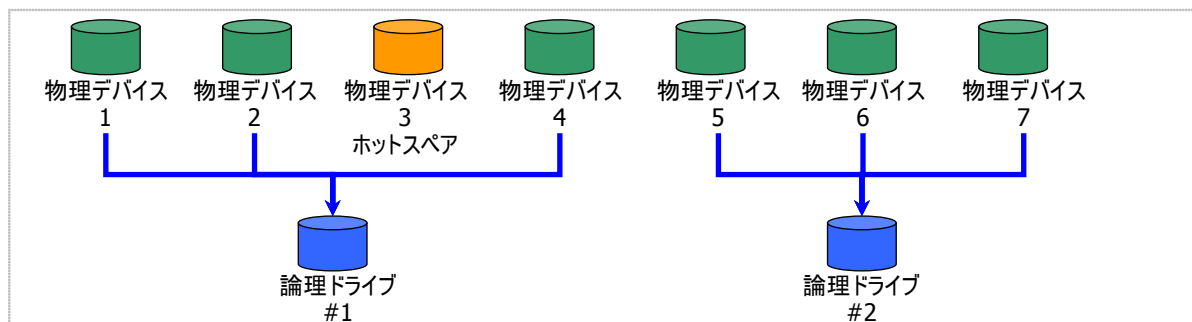 物理デバイス 物理デバイス 物理デバイス 物理デバイス 物理デバイス 物理デバイス 物理デバイス
1 2 3 4 5 6 7
ホットスペア
論理ドライブ 論理ドライブ
#1 #2